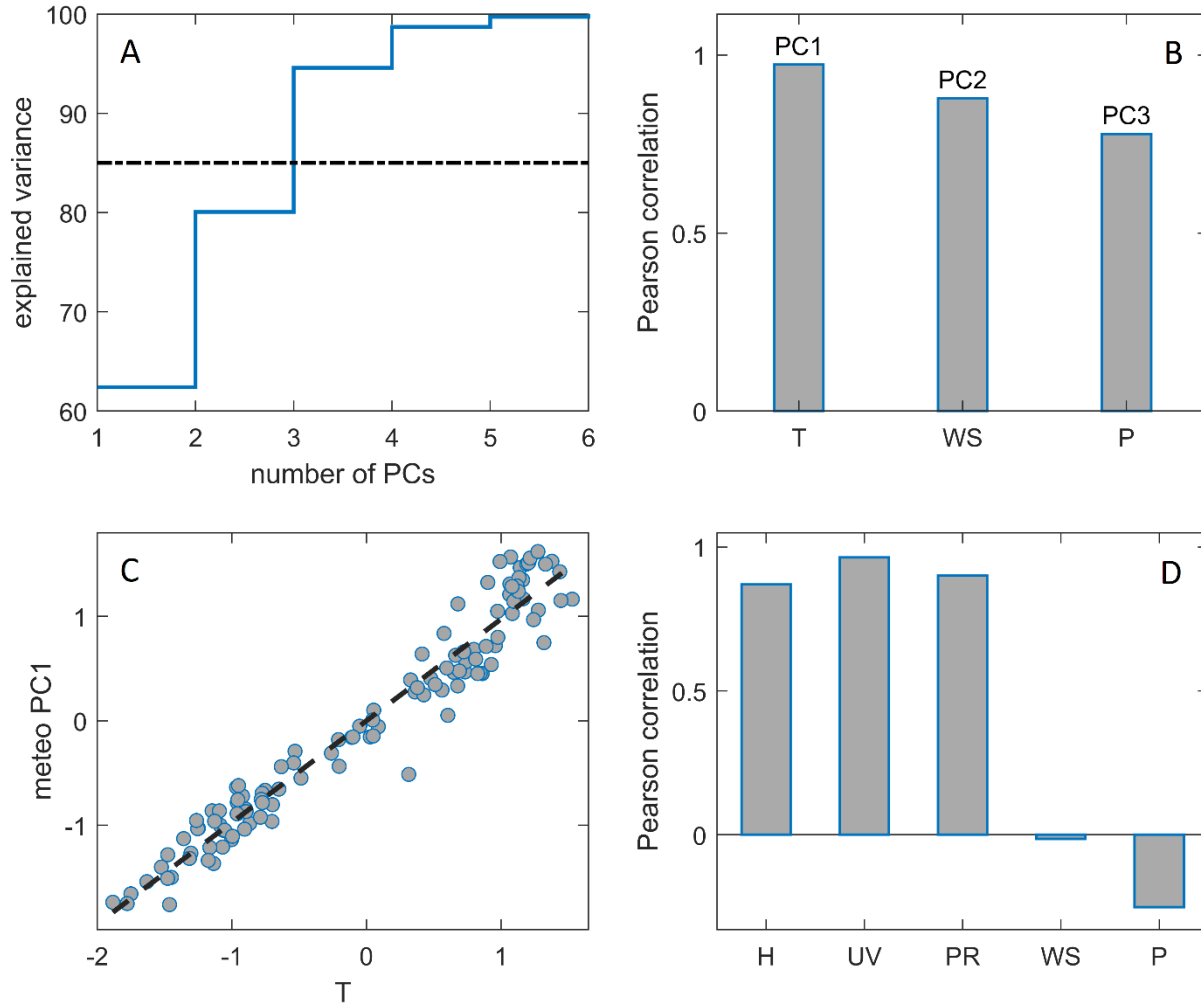 A
100
90
80
70
60
explained variance
1 2 3 4 5 6
number of PCs
B
PC1
PC2
PC3
1
0.5
0
Pearson correlation
T WS P
C
1
0
-1
meteo PC1
-2 -1 0 1
T
D
1
0.5
0
Pearson correlation
H UV PR WS P